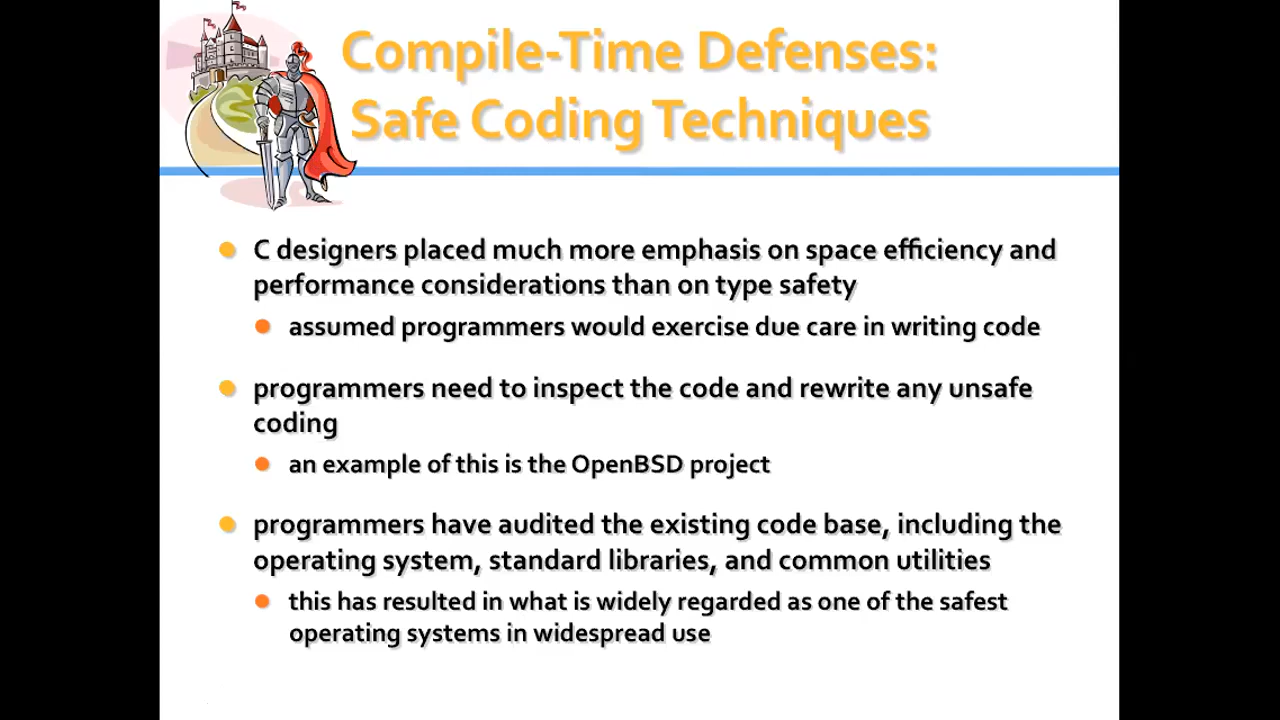 Compile-Time Defenses:
Safe Coding Techniques
C designers placed much more emphasis on space efficiency and
performance considerations than on type safety
assumed programmers would exercise due care in writing code
programmers need to inspect the code and rewrite any unsafe
coding
an example of this is the OpenBSD project
programmers have audited the existing code base, including the
operating system, standard libraries, and common utilities
this has resulted in what is widely regarded as one of the safest
operating systems in widespread use